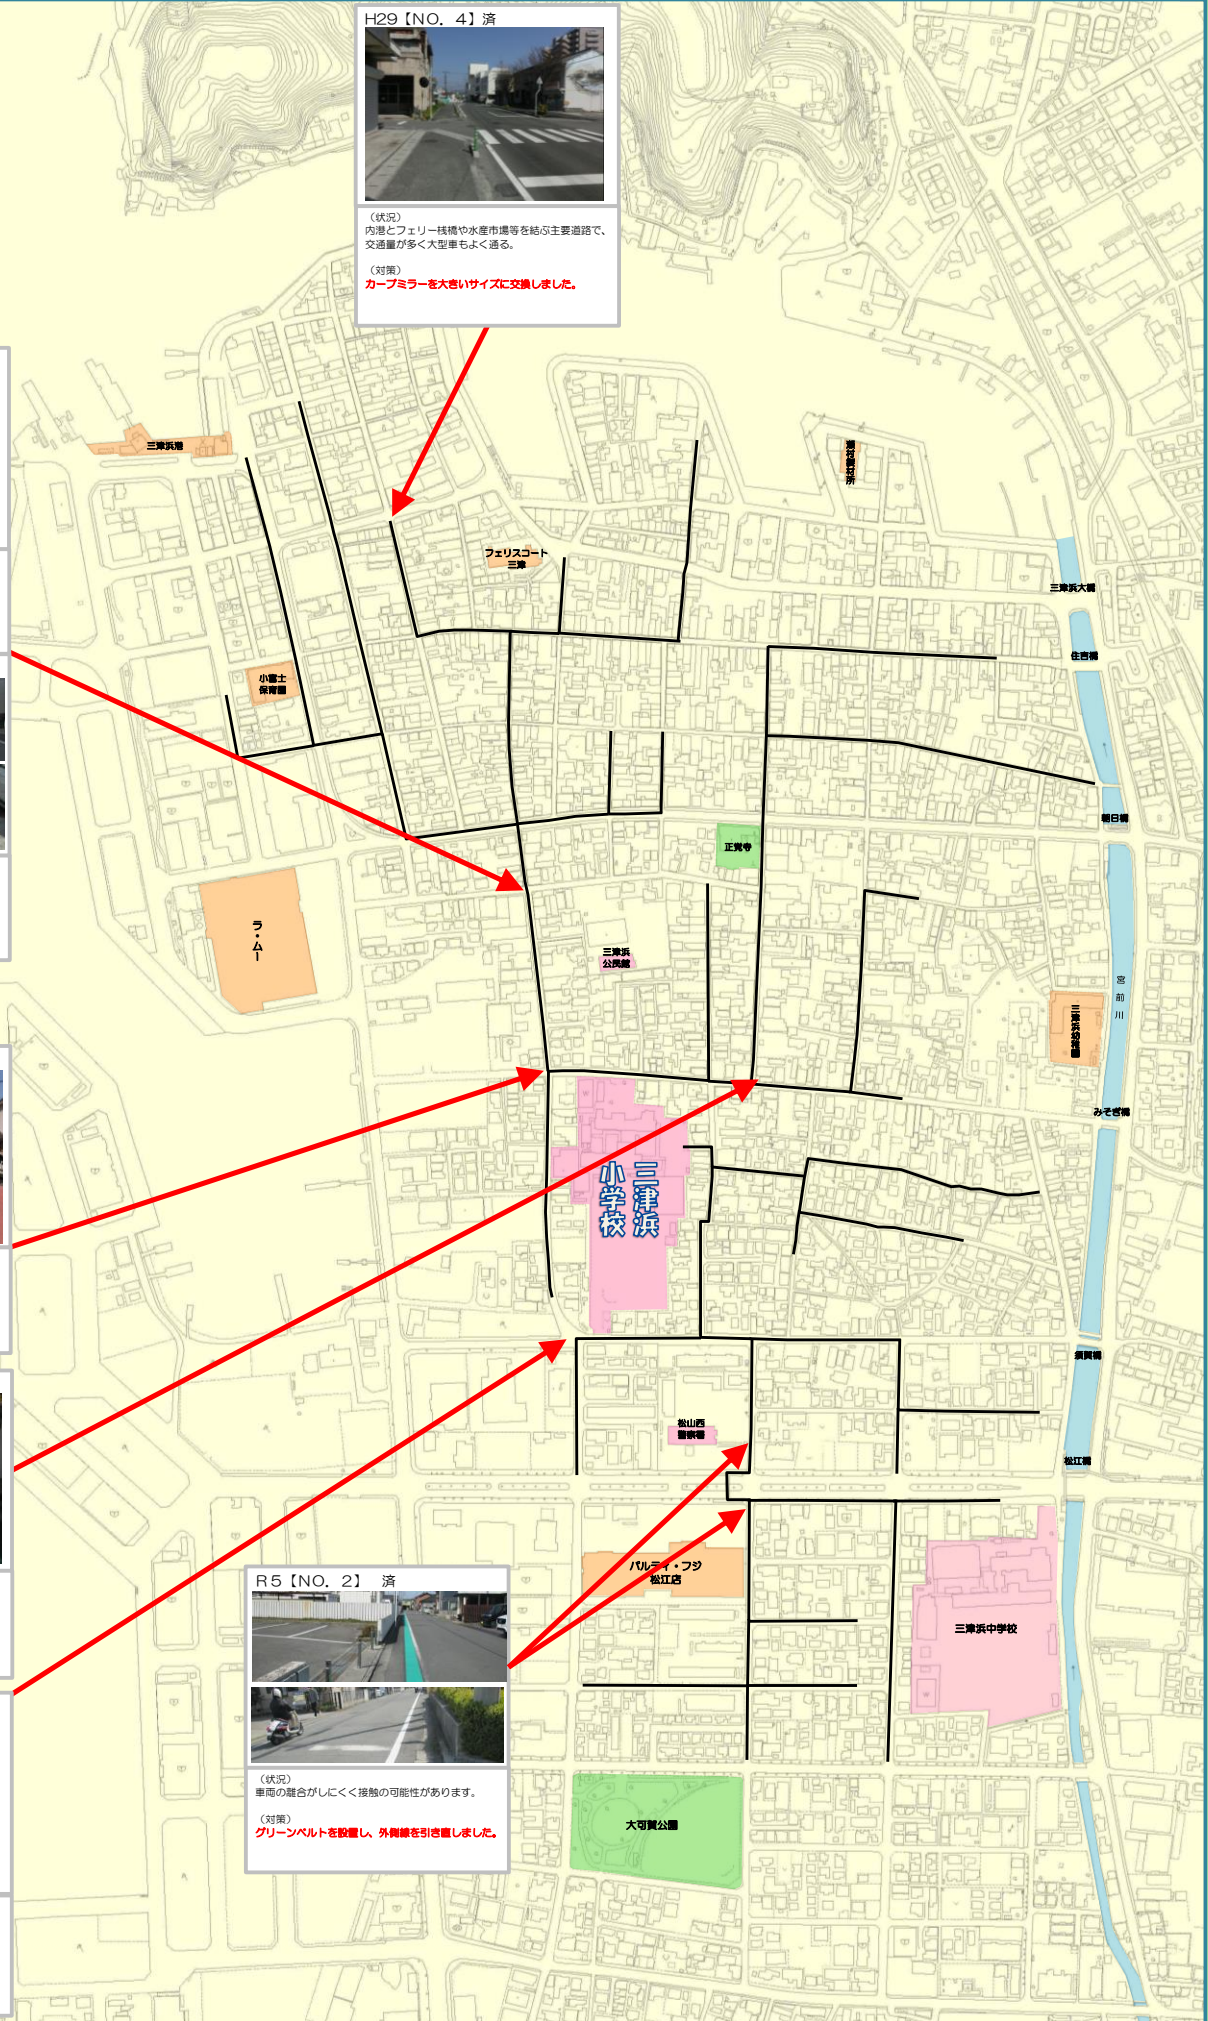 H29【NO. 4】済
（状況）
内港とフェリー桟橋や水産市場等を結ぶ主要道路で、
交通量が多く大型車もよく通る。
（対策）
カーブミラーを大きいサイズに交換しました。
三津浜港
フェリスコート
三津
三津浜大橋
住吉橋
小富士
保育園
朝日橋
正覚寺
ラ・ムー
三津浜
公民館
宮前川
三津浜幼稚園
みそぎ橋
三津浜
小学校
須賀橋
松山西
警察署
松江橋
パルティ・フジ
松江店
三津浜中学校
R5【NO. 2】 済
（状況）
車両の離合がしにくく接触の可能性があります。
（対策）
グリーンベルトを設置し、外側線を引き直しました。
大可賀公園